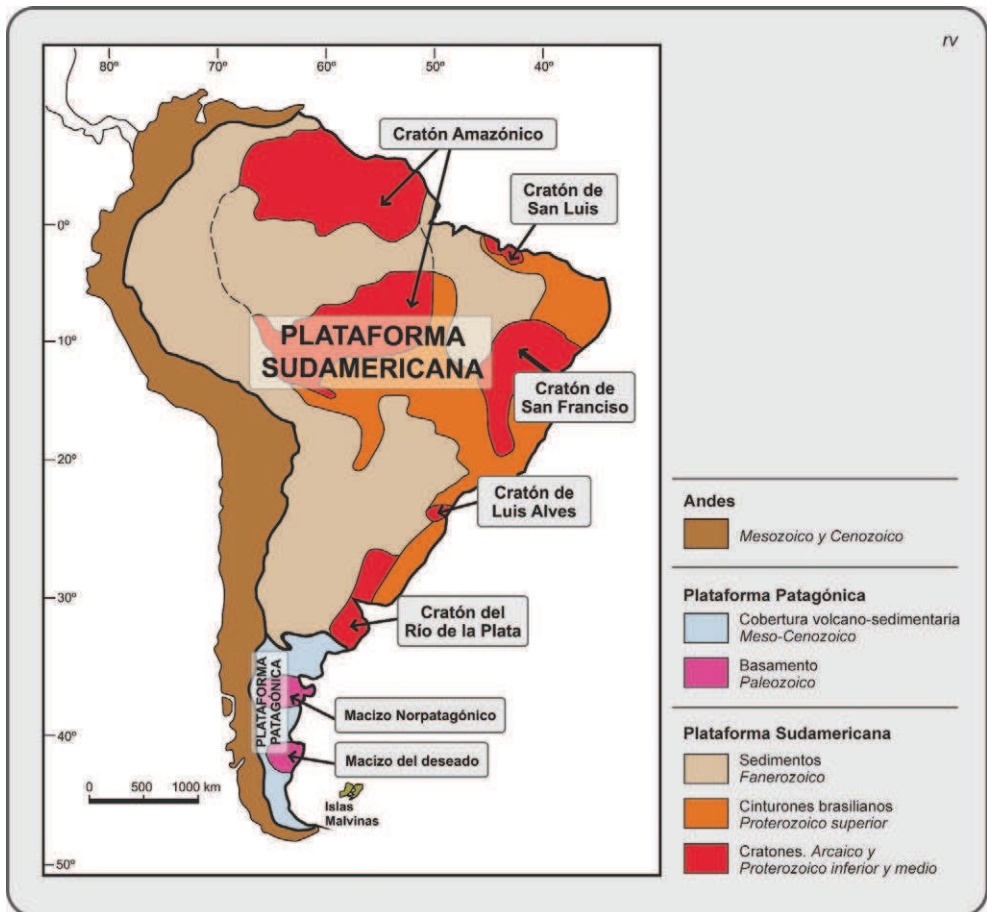 rv
80º 70º 60º 50º 40º
Cratón Amazónico
Cratón de
San Luis
0º
10º
PLATAFORMA
SUDAMERICANA
Cratón de
San Franciso
20º
Cratón de
Luis Alves
30º
Cratón del
Río de la Plata
PLATAFORMA
PATAGÓNICA
Macizo Norpatagónico
40º
Macizo del deseado
0 500 1000 km
Islas
Malvinas
50º
Andes
Mesozoico y Cenozoico
Plataforma Patagónica
Cobertura volcano-sedimentaria
Meso-Cenozoico
Basamento
Paleozoico
Plataforma Sudamericana
Sedimentos
Fanerozoico
Cinturones brasilianos
Proterozoico superior
Cratones. Arcaico y
Proterozoico inferior y medio